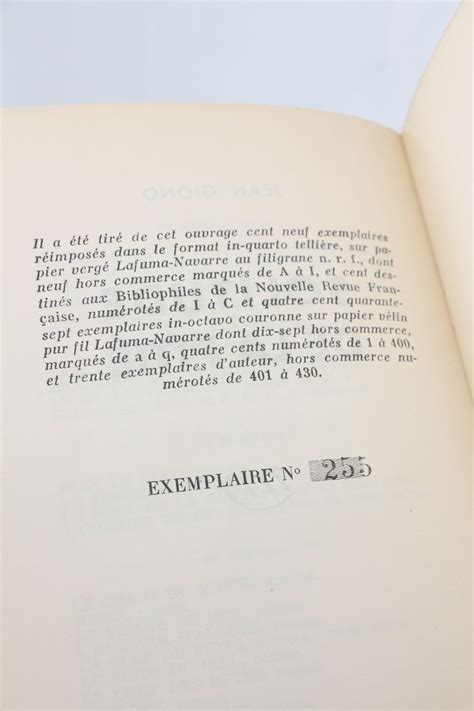 JEAN GIONO
Il a été tiré de cet ouvrage cent neuf exemplaires
réimposés dans le format in-quarto tellière, sur pa-
pier vergé Lafuma-Navarre au filigrane n. r. f., dont
neuf hors commerce marqués de A à I, et cent des-
tinés aux Bibliophiles de la Nouvelle Revue Fran-
çaise, numérotés de I à C et quatre cent quarante-
sept exemplaires in-octavo couronne sur papier vélin
pur fil Lafuma-Navarre dont dix-sept hors commerce,
marqués de a à q, quatre cents numérotés de 1 à 400,
et trente exemplaires d'auteur, hors commerce nu-
mérotés de 401 à 430.
EXEMPLAIRE No 255